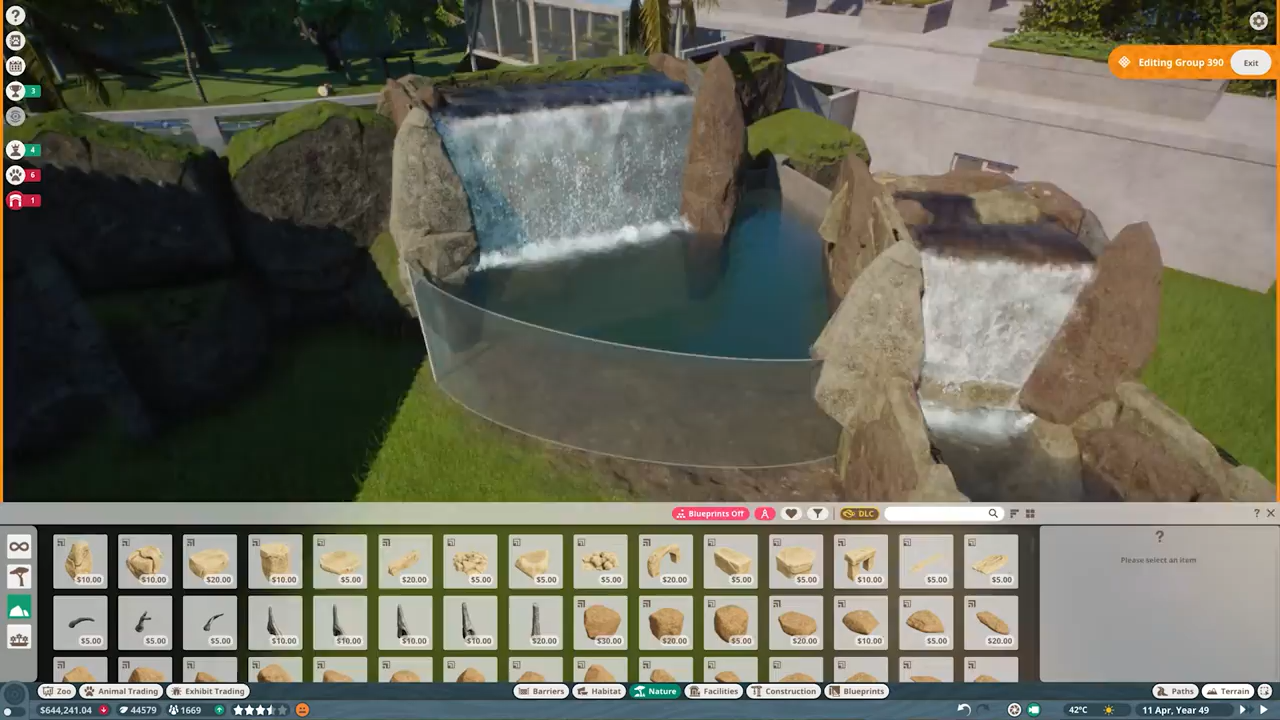 ?
Editing Group 390
Exit
3
4
6
1
Blueprints Off
DLC
?
$10.00 $10.00 $20.00 $10.00 $5.00 $20.00 $5.00 $5.00 $5.00 $20.00 $5.00 $5.00 $10.00 $5.00 $5.00
?
Please select an item
$5.00 $5.00 $5.00 $10.00 $10.00 $10.00 $10.00 $20.00 $30.00 $20.00 $5.00 $20.00 $10.00 $5.00 $20.00
Zoo Animal Trading Exhibit Trading Barriers Habitat Nature Facilities Construction Blueprints Paths Terrain
$644,241.04 44579 1669 42°C 11 Apr, Year 49